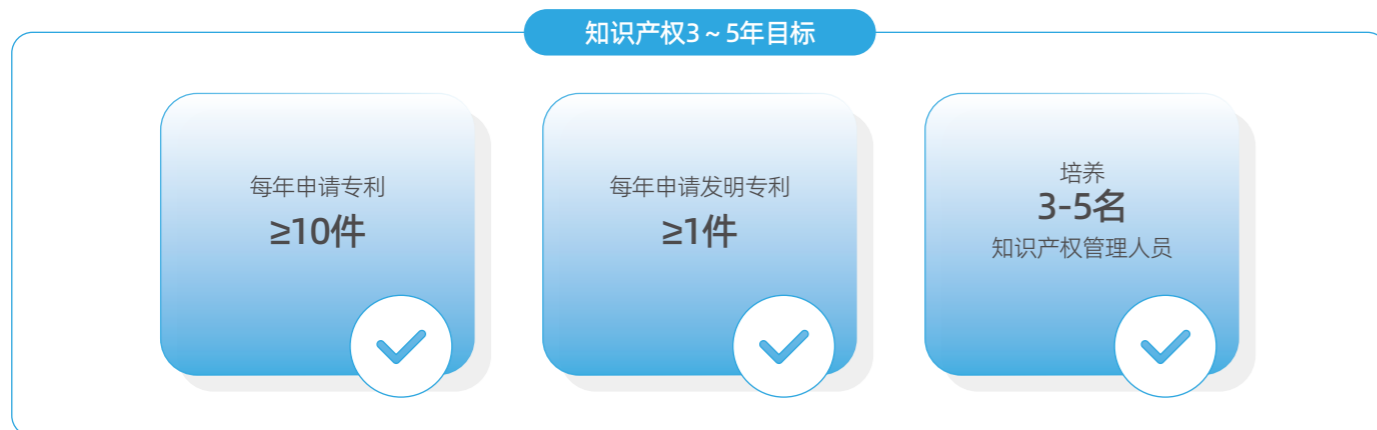 知识产权3～5年目标
每年申请专利
≥10件
每年申请发明专利
≥1件
培养
3-5名
知识产权管理人员